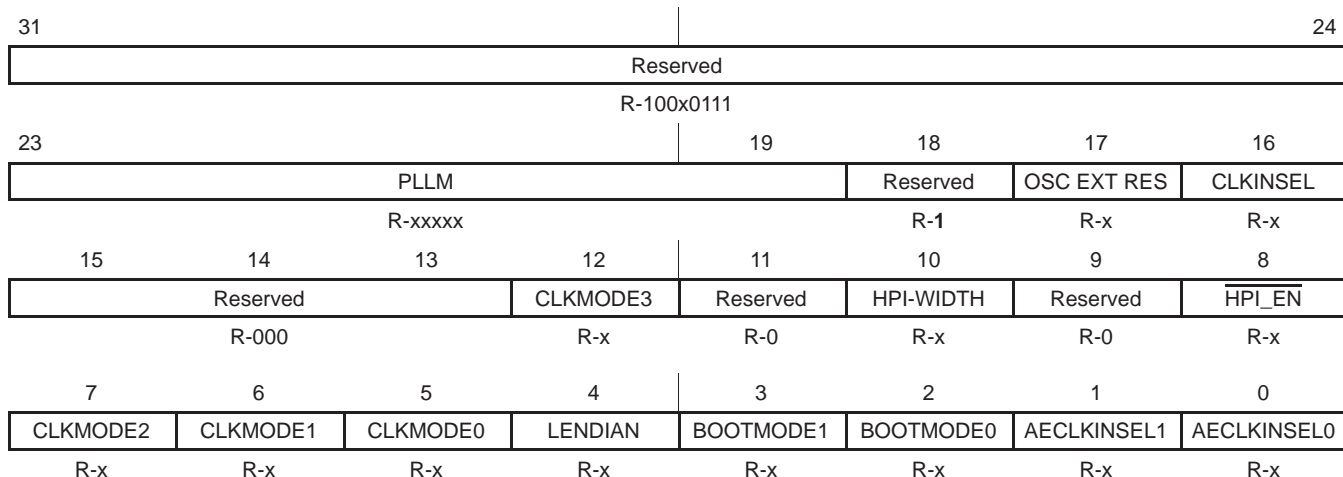 31 24
Reserved
R-100x0111
23 19 18 17 16
PLLM Reserved OSC EXT RES CLKINSEL
R-xxxxx R-1 R-x R-x
15 14 13 12 11 10 9 8
Reserved CLKMODE3 Reserved HPI-WIDTH Reserved HPI_EN
R-000 R-x R-0 R-x R-0 R-x
7 6 5 4 3 2 1 0
CLKMODE2 CLKMODE1 CLKMODE0 LENDIAN BOOTMODE1 BOOTMODE0 AECLKINSEL1 AECLKINSEL0
R-x R-x R-x R-x R-x R-x R-x R-x